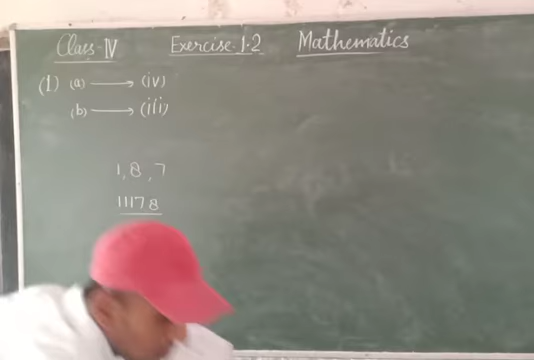 Class-IV Exercise-1.2 Mathematics
(1) (a) → (iv)
(b) → (iii)
1, 8, 7
11178